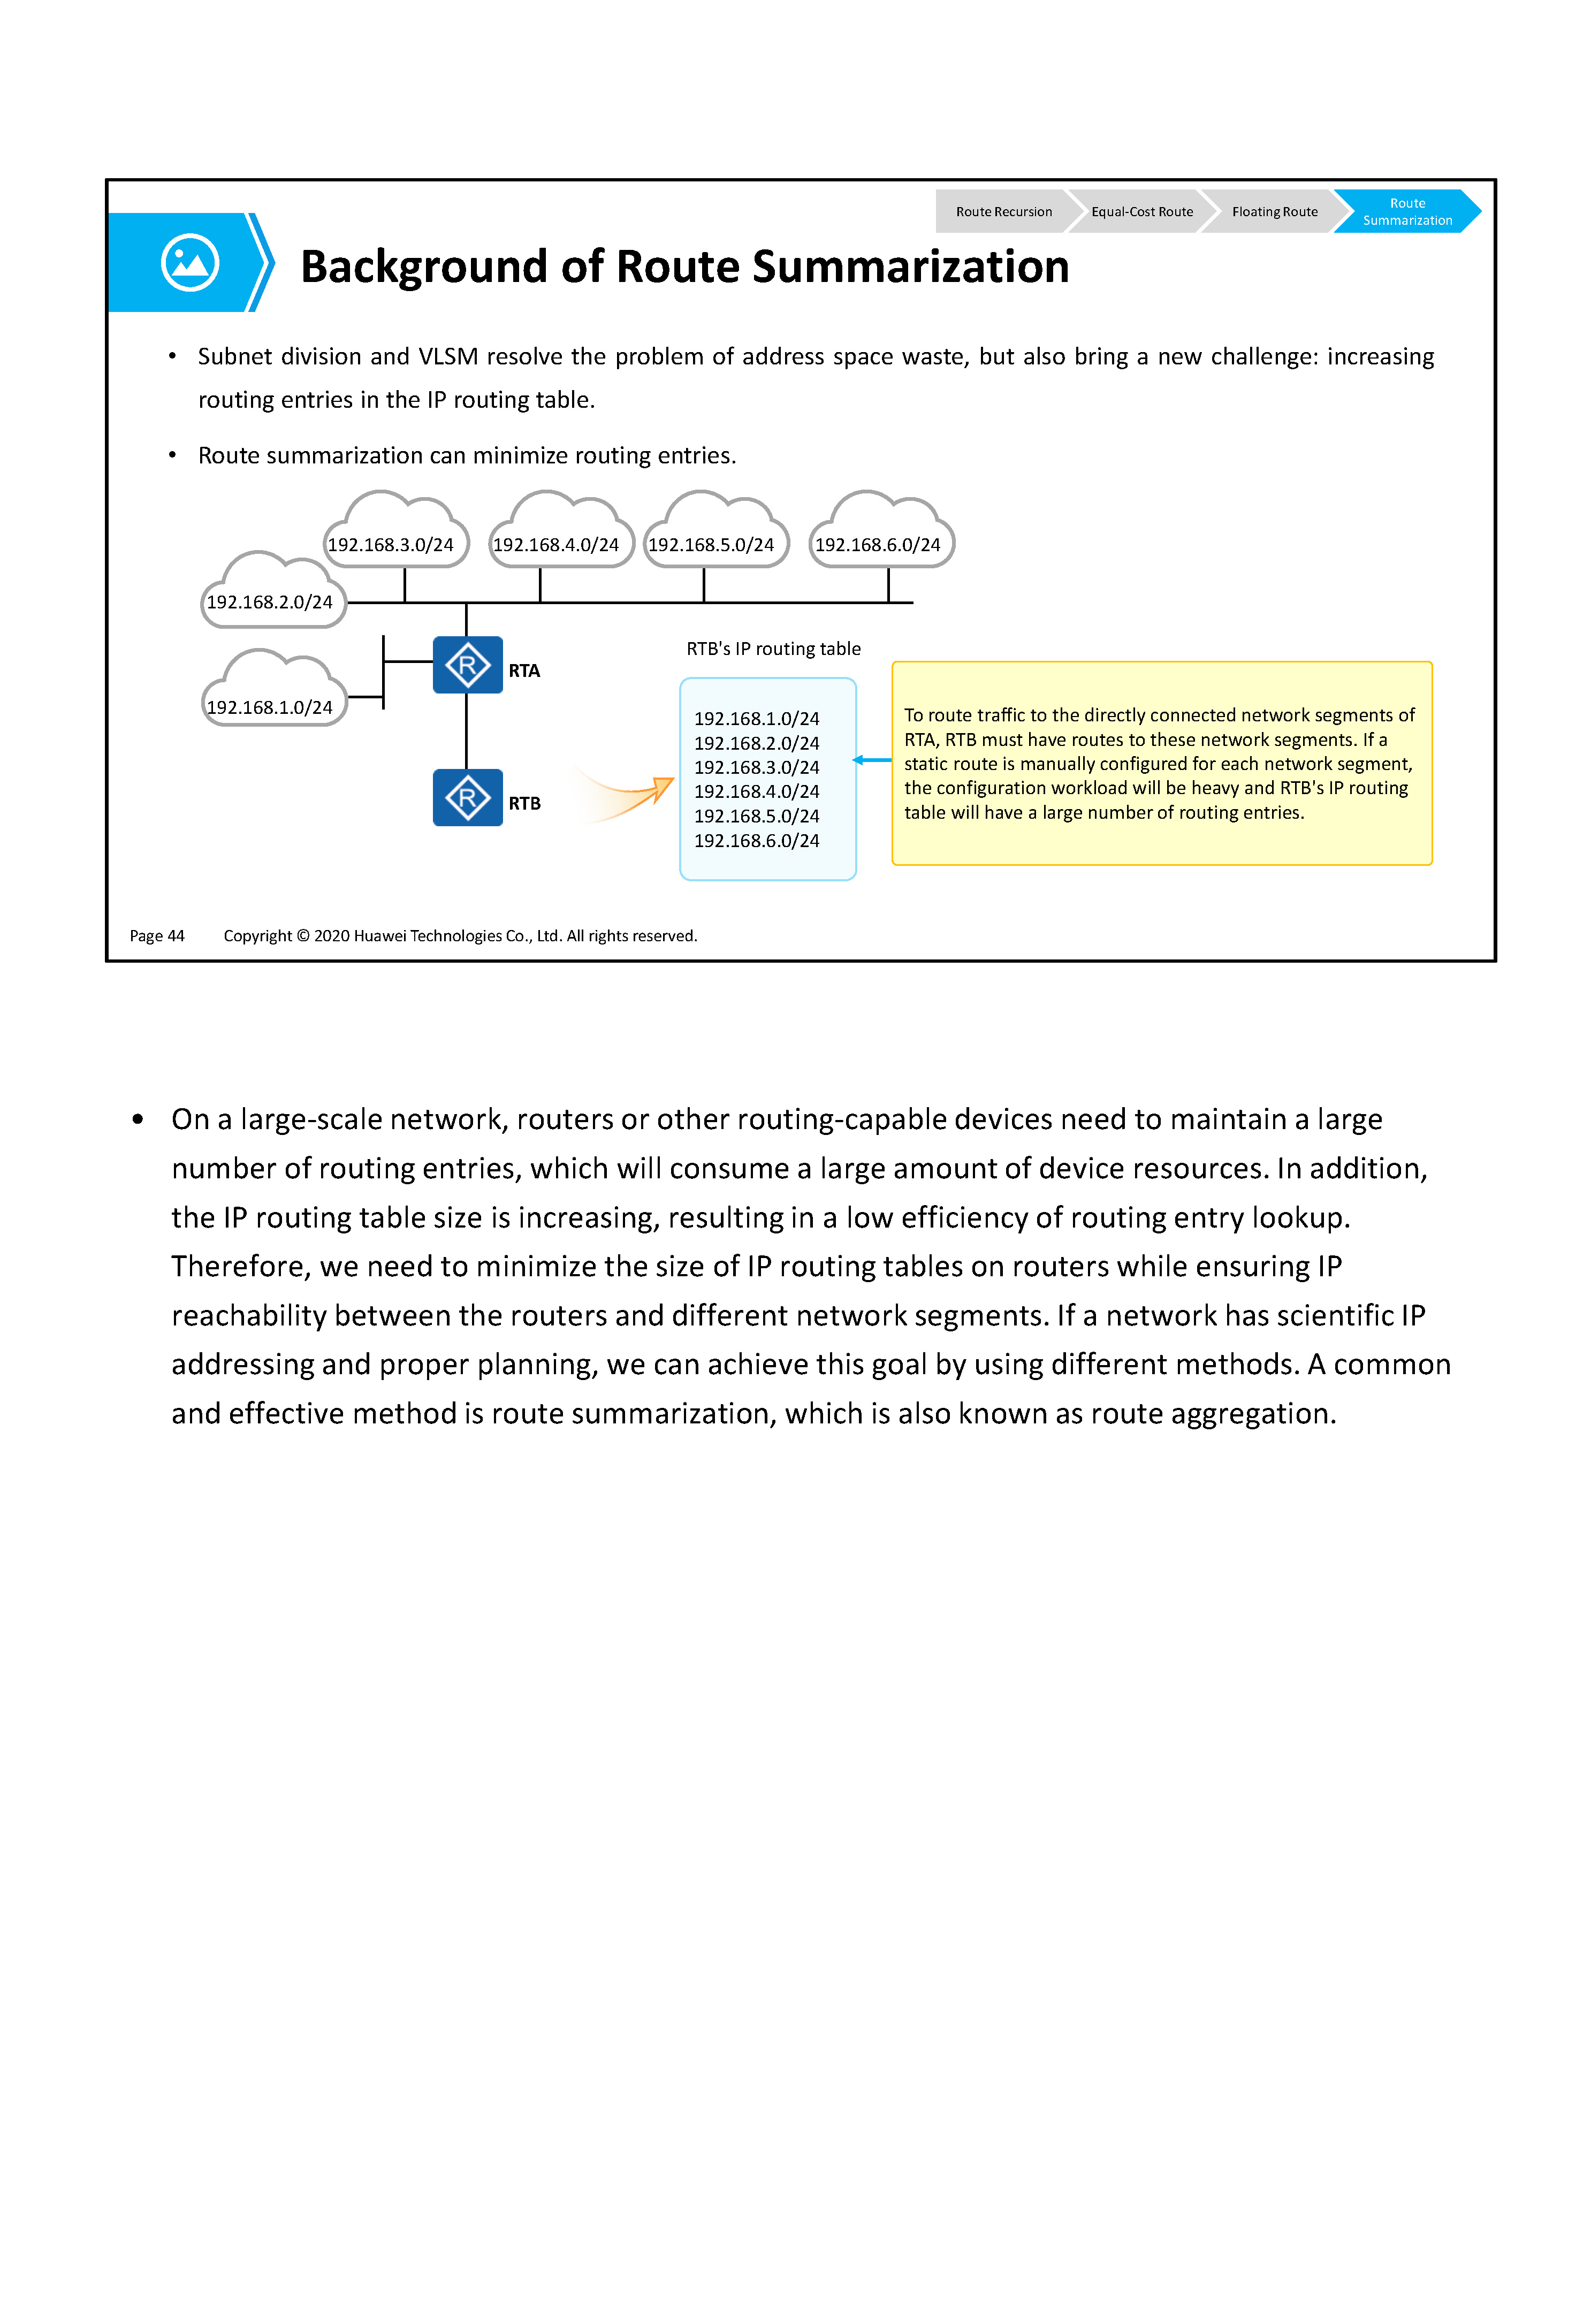 Route Recursion
Equal-Cost Route
Floating Route
Route
Summarization
Background of Route Summarization
• Subnet division and VLSM resolve the problem of address space waste, but also bring a new challenge: increasing
routing entries in the IP routing table.
• Route summarization can minimize routing entries.
192.168.3.0/24
192.168.4.0/24
192.168.5.0/24
192.168.6.0/24
192.168.2.0/24
192.168.1.0/24
R
RTA
R
RTB
RTB's IP routing table
192.168.1.0/24
192.168.2.0/24
192.168.3.0/24
192.168.4.0/24
192.168.5.0/24
192.168.6.0/24
To route traffic to the directly connected network segments of
RTA, RTB must have routes to these network segments. If a
static route is manually configured for each network segment,
the configuration workload will be heavy and RTB's IP routing
table will have a large number of routing entries.
Page 44
Copyright © 2020 Huawei Technologies Co., Ltd. All rights reserved.
• On a large-scale network, routers or other routing-capable devices need to maintain a large
number of routing entries, which will consume a large amount of device resources. In addition,
the IP routing table size is increasing, resulting in a low efficiency of routing entry lookup.
Therefore, we need to minimize the size of IP routing tables on routers while ensuring IP
reachability between the routers and different network segments. If a network has scientific IP
addressing and proper planning, we can achieve this goal by using different methods. A common
and effective method is route summarization, which is also known as route aggregation.